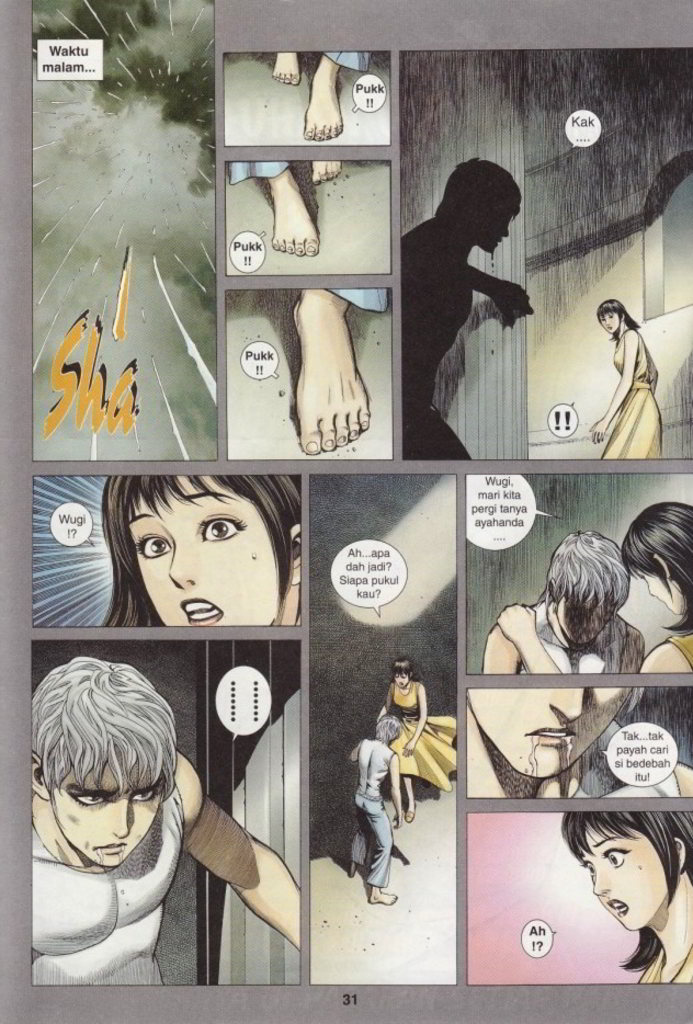 Waktu
malam...
Sha
Pukk
!!
Pukk
!!
Pukk
!!
Kak
....
!!
Wugi
!?
Ah...apa
dah jadi?
Siapa pukul
kau?
Wugi,
mari kita
pergi tanya
ayahanda
....
Tak...tak
payah cari
si bedebah
itu!
Ah
!?
31